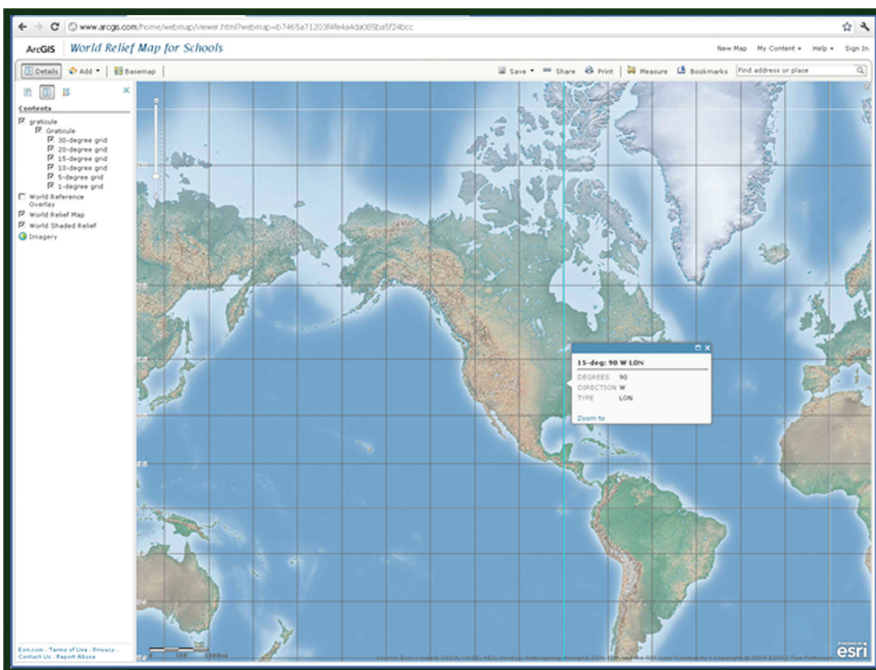 www.arcgis.com/home/webmap/viewer.html?webmap=b7465a71203f4fe4a4da085ba5f24bcc
ArcGIS World Relief Map for Schools
New Map My Content Help Sign In
Details Add Basemap
Save Share Print Measure Bookmarks Find address or place
Contents
graticule
Graticule
30-degree grid
20-degree grid
15-degree grid
10-degree grid
5-degree grid
1-degree grid
World Reference
Overlay
World Relief Map
World Shaded Relief
Imagery
15-deg: 90 W LON
DEGREES 90
DIRECTION W
TYPE LON
Zoom to
Esri.com . Terms of Use . Privacy .
Contact Us . Report Abuse
0 500
POWERED BY
esri